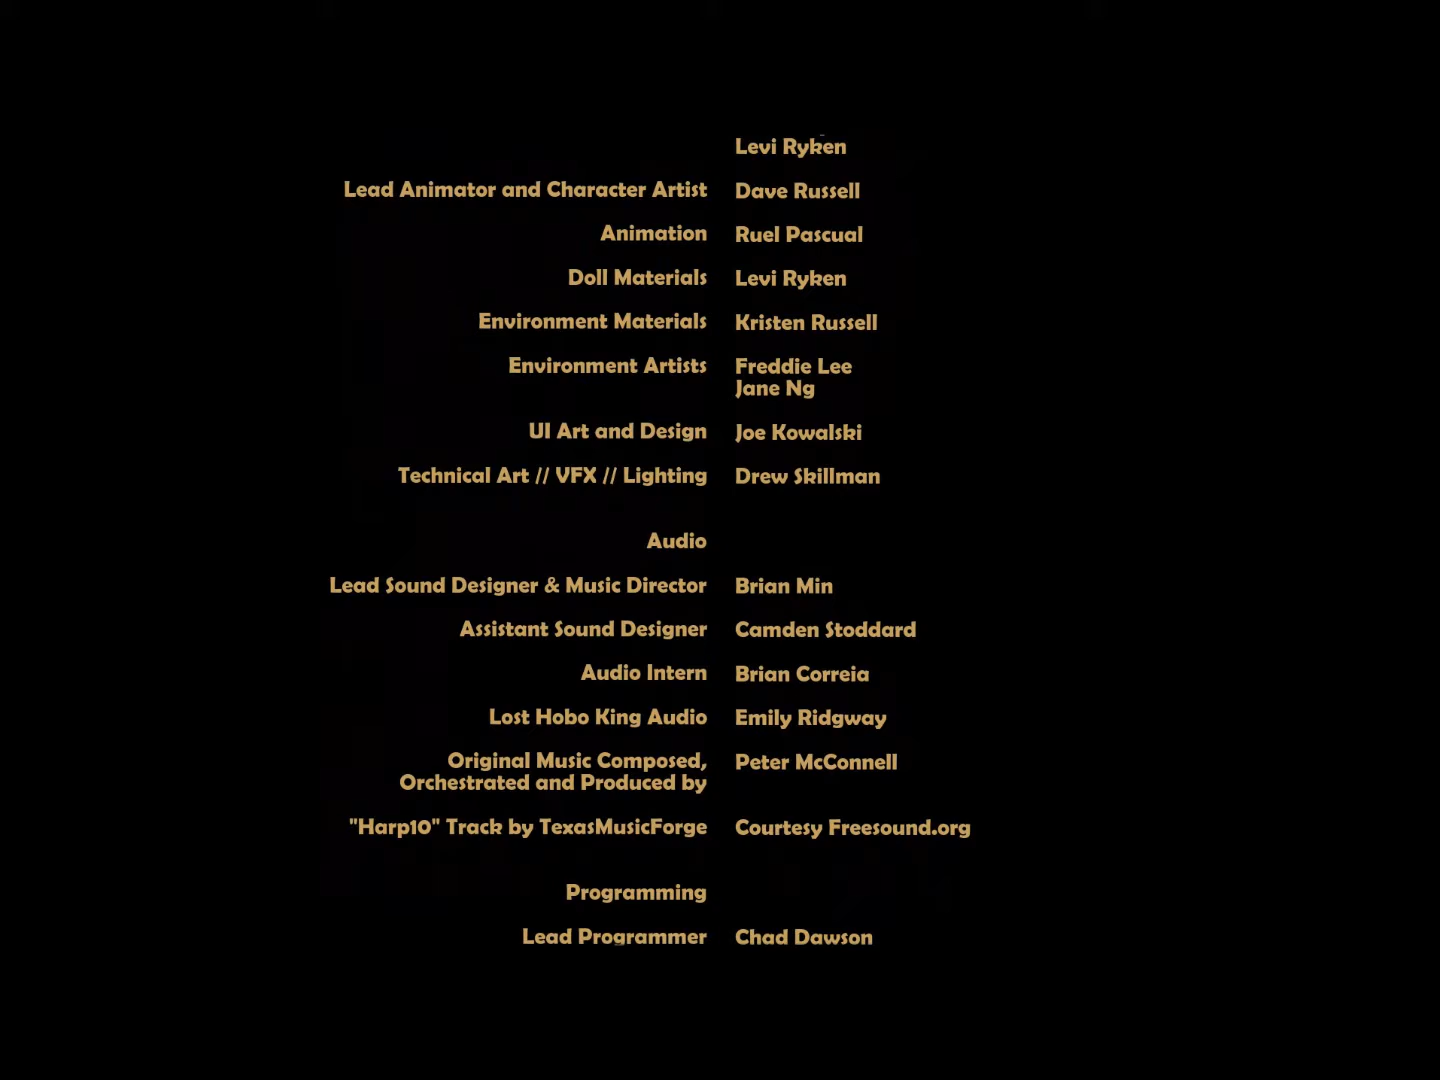 Levi Ryken
Lead Animator and Character Artist Dave Russell
Animation Ruel Pascual
Doll Materials Levi Ryken
Environment Materials Kristen Russell
Environment Artists Freddie Lee
Jane Ng
UI Art and Design Joe Kowalski
Technical Art // VFX // Lighting Drew Skillman
Audio
Lead Sound Designer & Music Director Brian Min
Assistant Sound Designer Camden Stoddard
Audio Intern Brian Correia
Lost Hobo King Audio Emily Ridgway
Original Music Composed, Peter McConnell
Orchestrated and Produced by
"Harp10" Track by TexasMusicForge Courtesy Freesound.org
Programming
Lead Programmer Chad Dawson